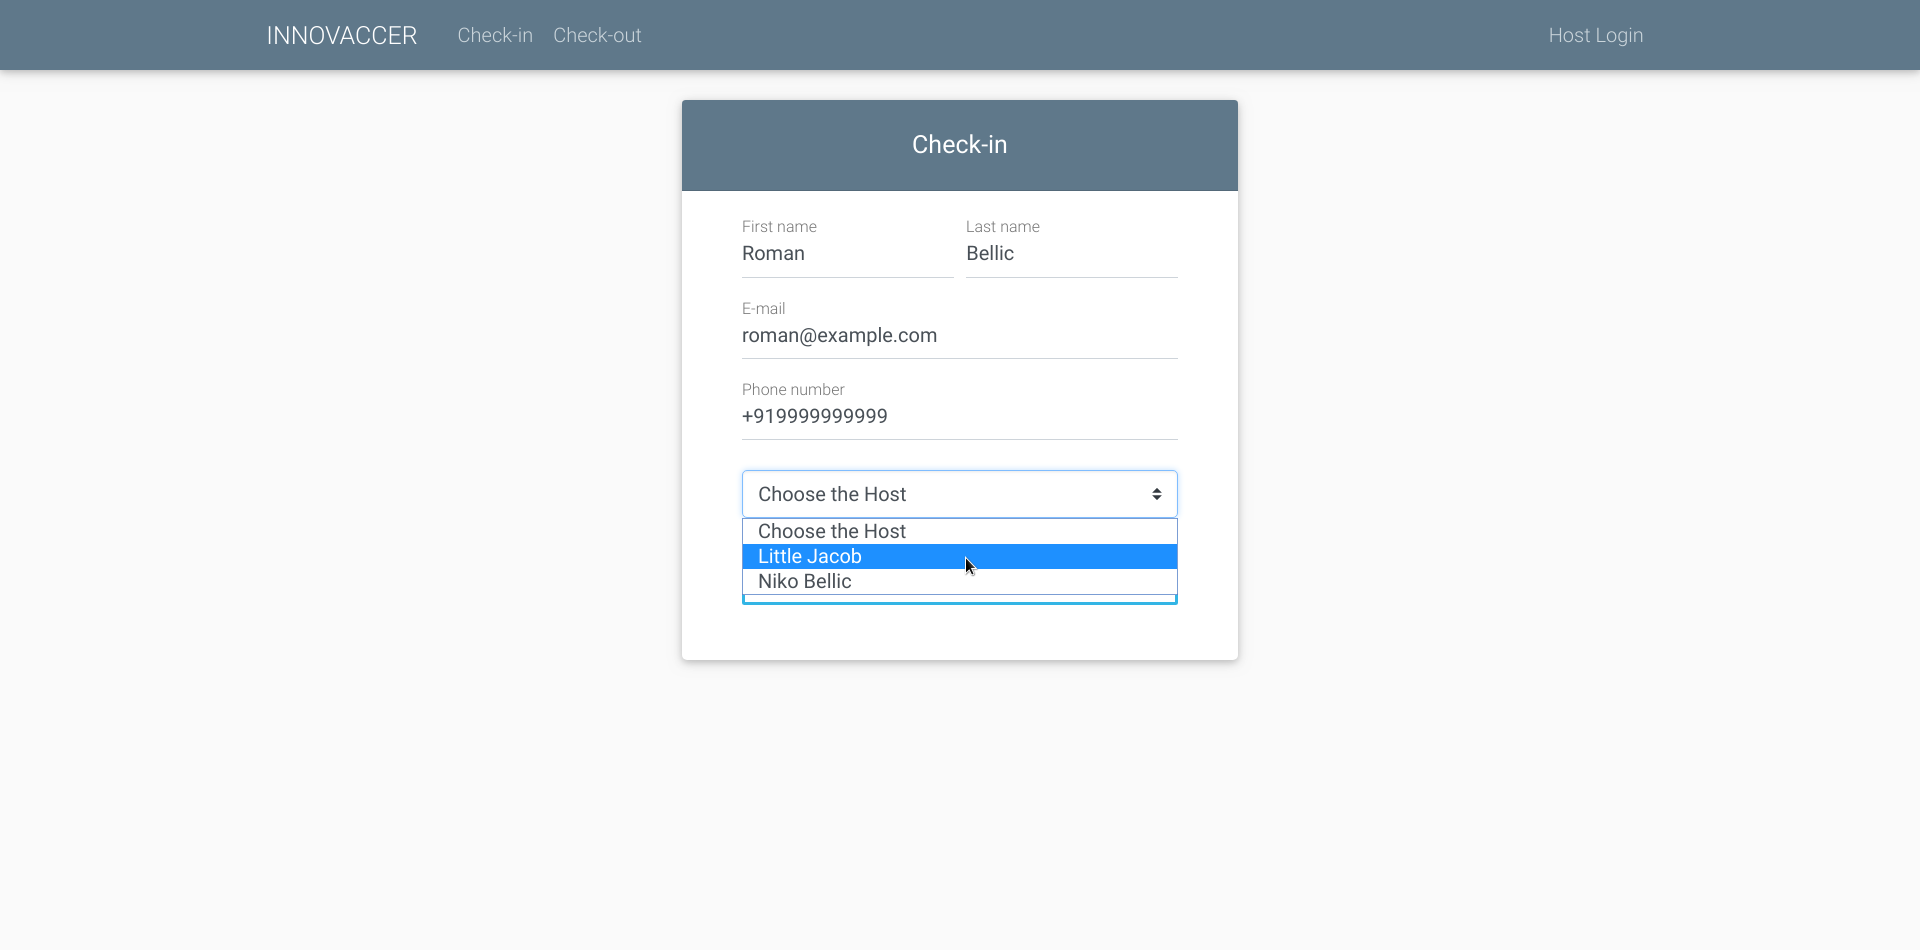 INNOVACCER Check-in Check-out Host Login
Check-in
First name Last name
Roman Bellic
E-mail
roman@example.com
Phone number
+919999999999
Choose the Host
Choose the Host
Little Jacob
Niko Bellic